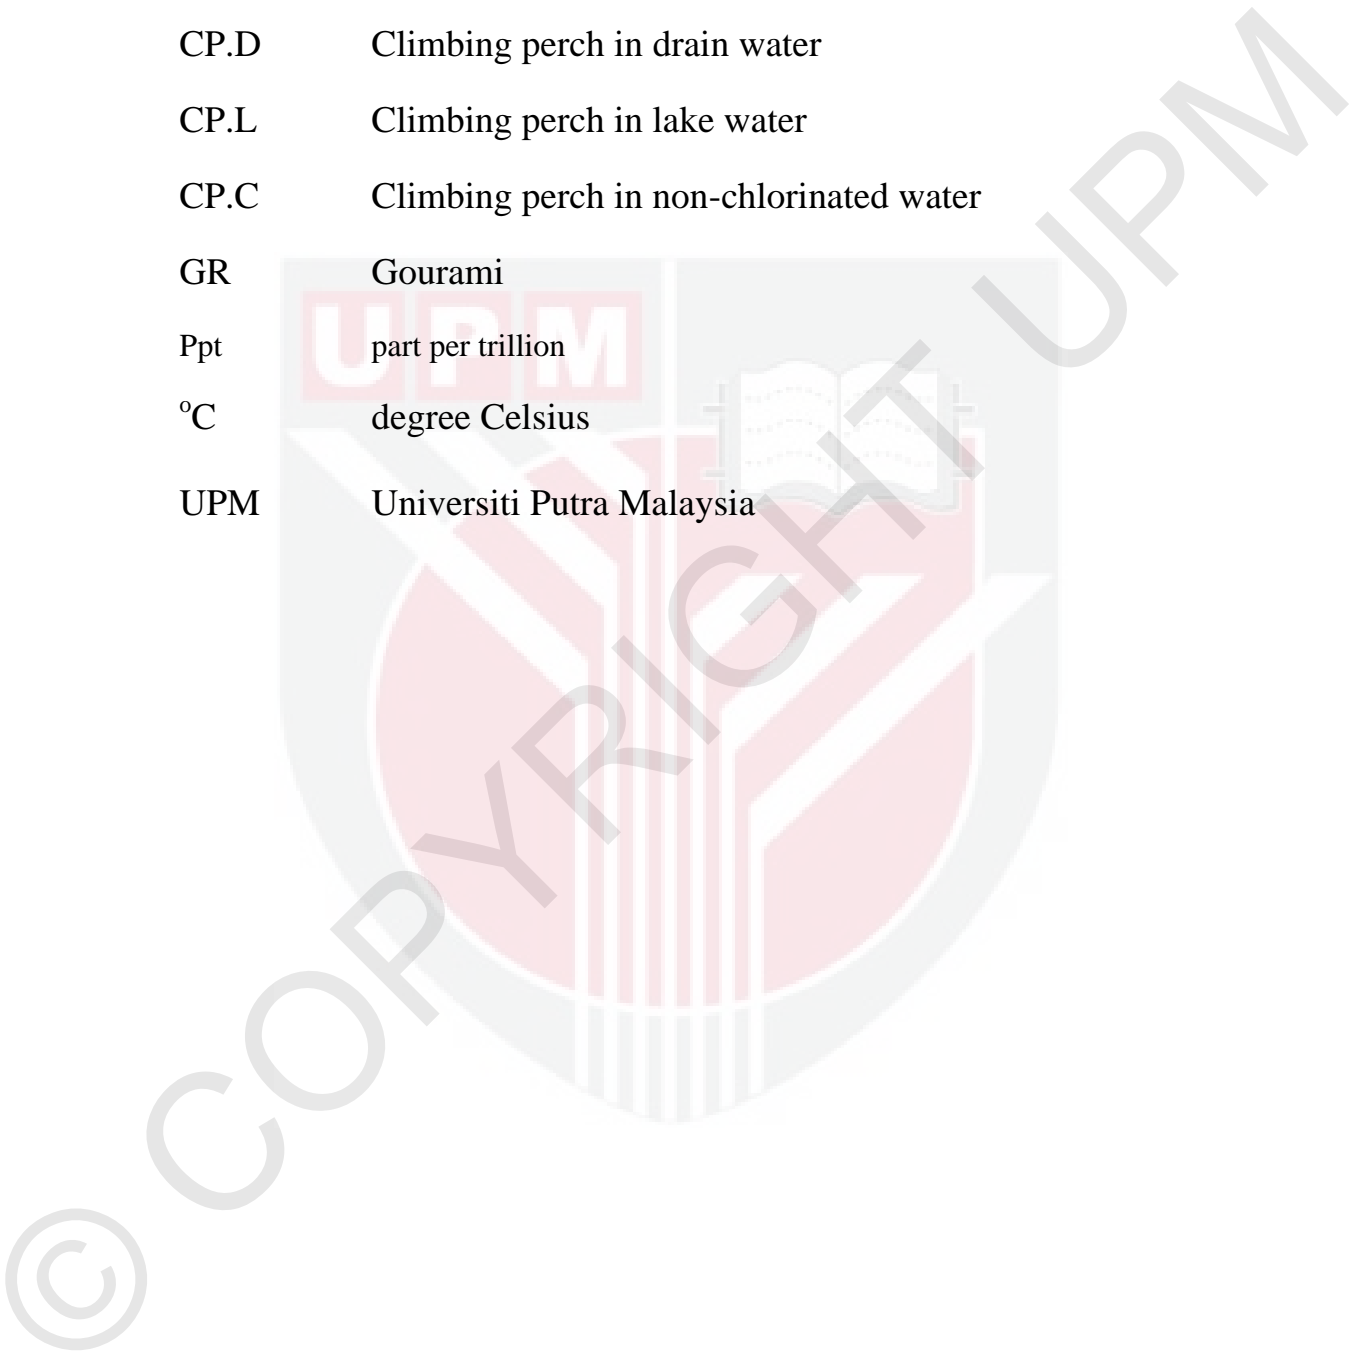 CP.D Climbing perch in drain water
CP.L Climbing perch in lake water
CP.C Climbing perch in non-chlorinated water
GR Gourami
Ppt part per trillion
°C degree Celsius
UPM Universiti Putra Malaysia
UPM
© COPYRIGHT UPM